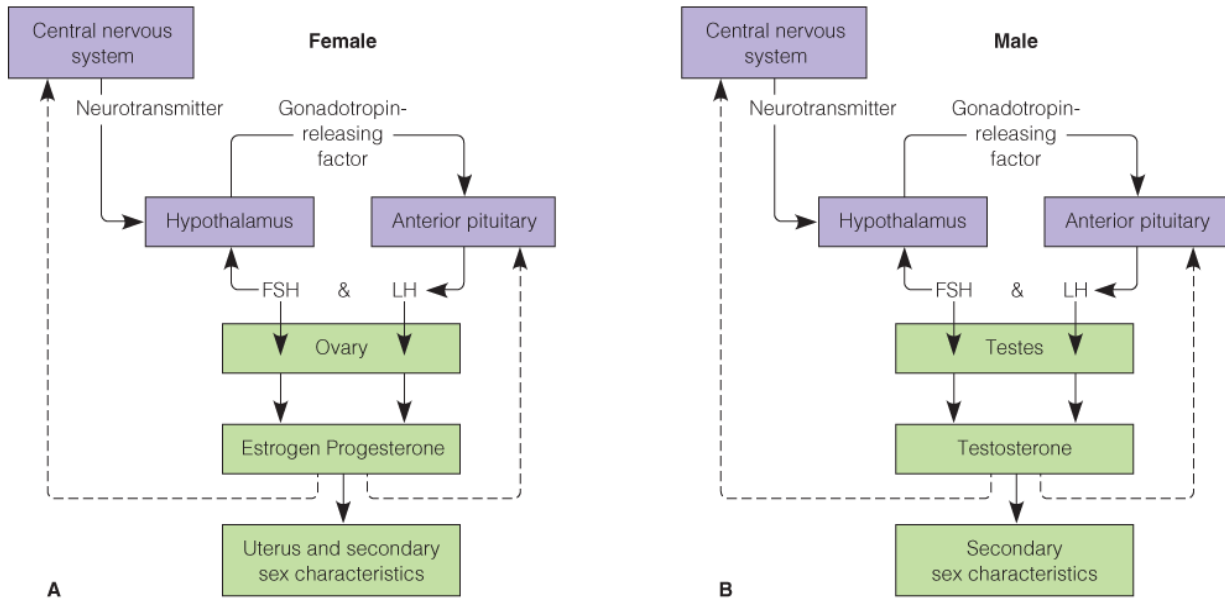 Central nervous
system
Female
Neurotransmitter
Gonadotropin-
releasing
factor
Hypothalamus
Anterior pituitary
FSH & LH
Ovary
Estrogen Progesterone
Uterus and secondary
sex characteristics
A
Central nervous
system
Male
Neurotransmitter
Gonadotropin-
releasing
factor
Hypothalamus
Anterior pituitary
FSH & LH
Testes
Testosterone
Secondary
sex characteristics
B